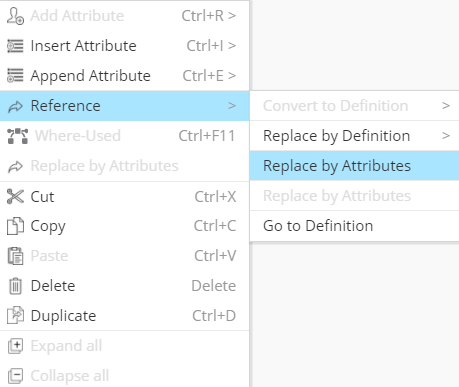 Add Attribute Ctrl+R >
Insert Attribute Ctrl+I >
Append Attribute Ctrl+E >
Reference >
Where-Used Ctrl+F11
Replace by Attributes
Cut Ctrl+X
Copy Ctrl+C
Paste Ctrl+V
Delete Delete
Duplicate Ctrl+D
Expand all
Collapse all
Convert to Definition >
Replace by Definition >
Replace by Attributes
Replace by Attributes
Go to Definition